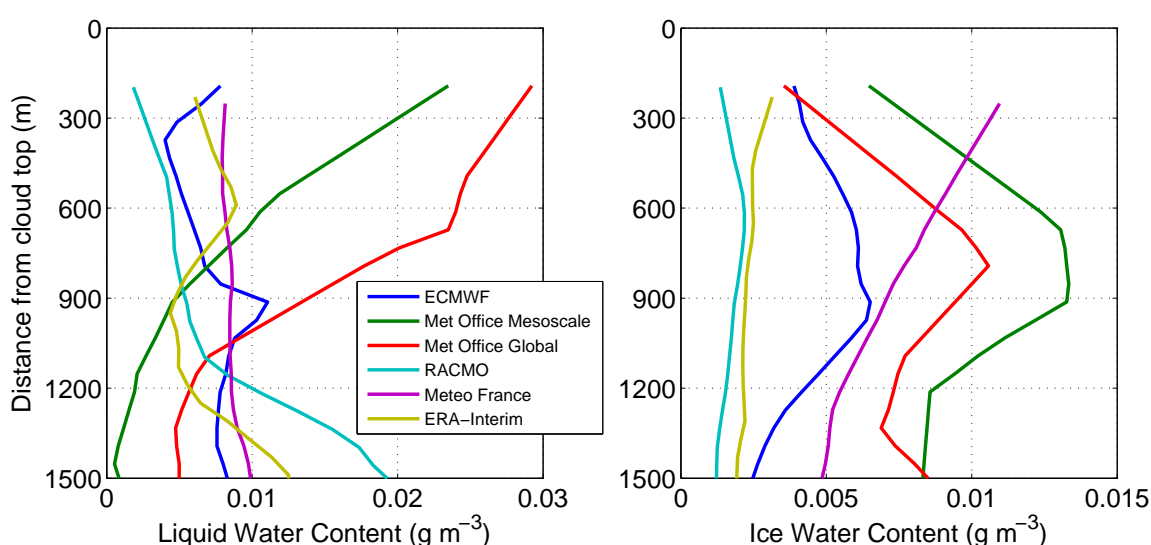 0
300
600
900
1200
1500
Distance from cloud top (m)
0
0.01
0.02
0.03
Liquid Water Content (g m⁻³)
ECMWF
Met Office Mesoscale
Met Office Global
RACMO
Meteo France
ERA−Interim
0
300
600
900
1200
1500
0
0.005
0.01
0.015
Ice Water Content (g m⁻³)